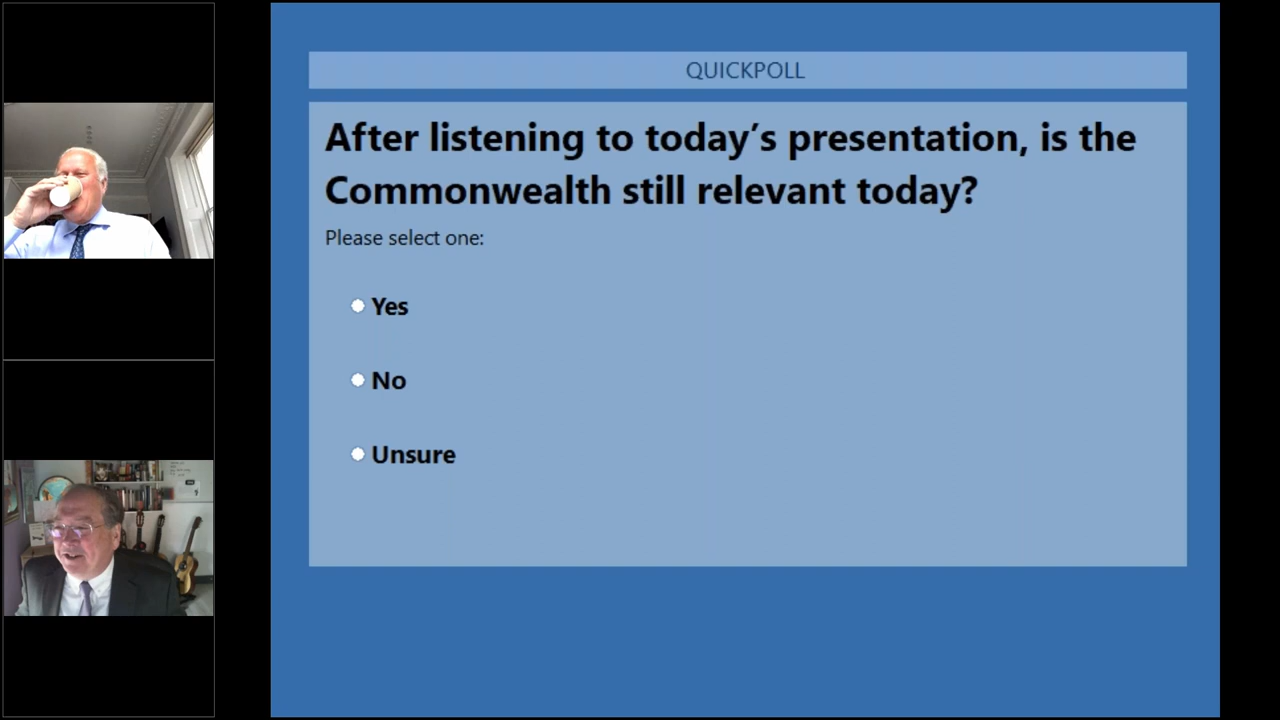 QUICKPOLL
After listening to today’s presentation, is the
Commonwealth still relevant today?
Please select one:
Yes
No
Unsure